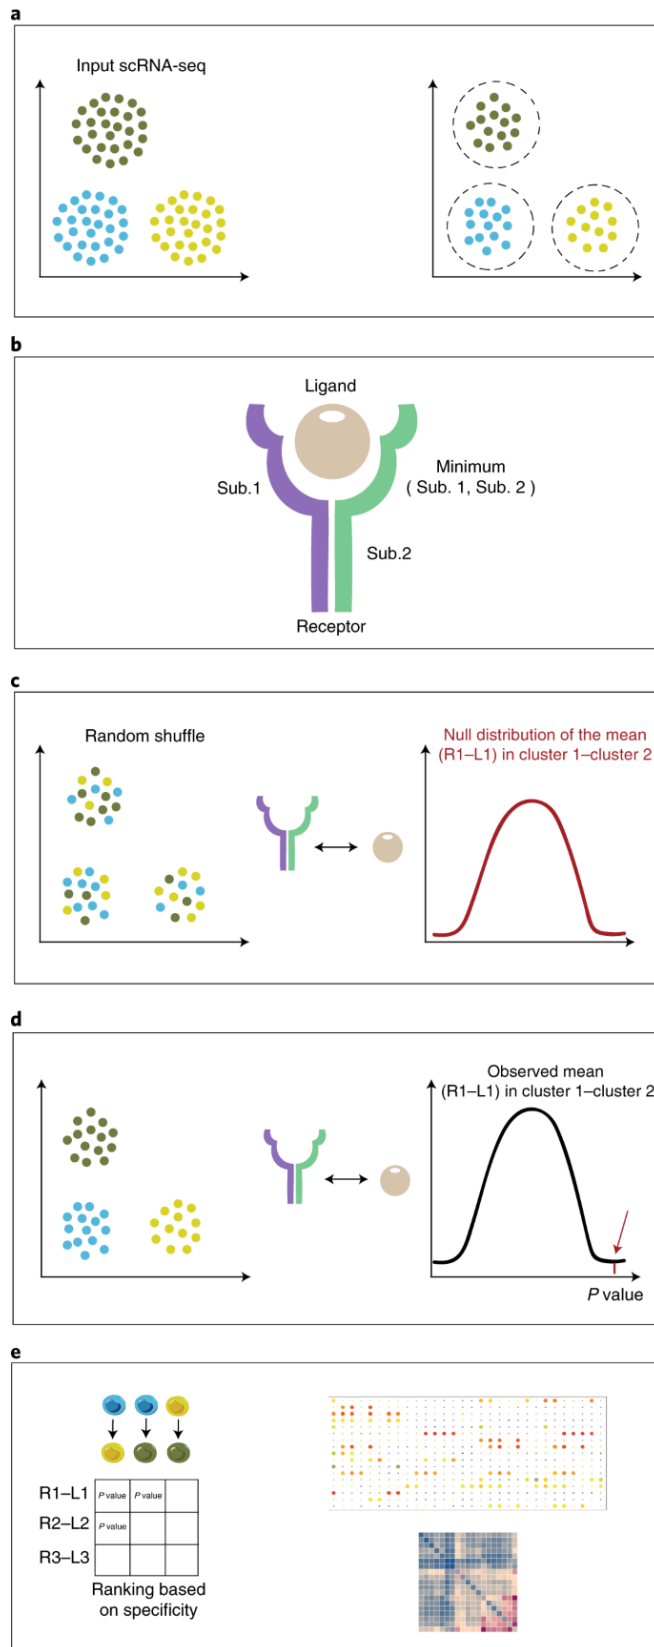 a
Input scRNA-seq
b
Ligand
Sub.1
Minimum
( Sub. 1, Sub. 2 )
Sub.2
Receptor
c
Random shuffle
Null distribution of the mean
(R1–L1) in cluster 1–cluster 2
d
Observed mean
(R1–L1) in cluster 1–cluster 2
P value
e
R1–L1 P value P value
R2–L2 P value
R3–L3
Ranking based
on specificity